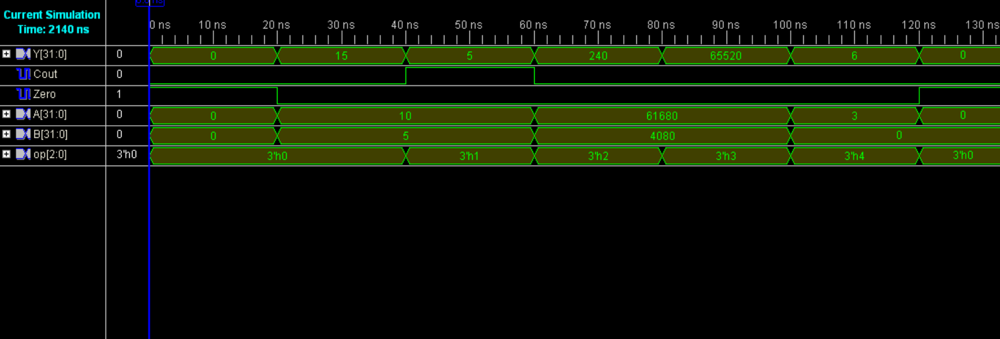 0.0 ns
Current Simulation
Time: 2140 ns
0 ns 10 ns 20 ns 30 ns 40 ns 50 ns 60 ns 70 ns 80 ns 90 ns 100 ns 110 ns 120 ns 130 ns
Y[31:0] 0 0 15 5 240 65520 6 0
Cout 0
Zero 1
A[31:0] 0 0 10 61680 3 0
B[31:0] 0 0 5 4080 0
op[2:0] 3'h0 3'h0 3'h1 3'h2 3'h3 3'h4 3'h0